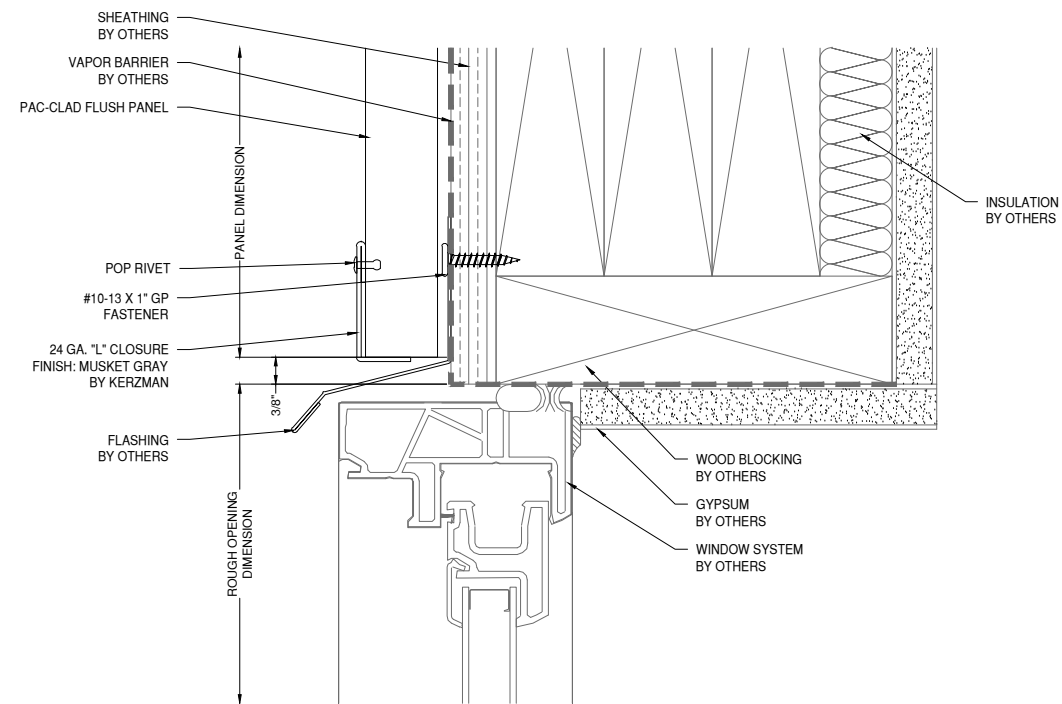 SHEATHING
BY OTHERS
VAPOR BARRIER
BY OTHERS
PAC-CLAD FLUSH PANEL
PANEL DIMENSION
INSULATION
BY OTHERS
POP RIVET
#10-13 X 1" GP
FASTENER
24 GA. "L" CLOSURE
FINISH: MUSKET GRAY
BY KERZMAN
3/8"
FLASHING
BY OTHERS
ROUGH OPENING
DIMENSION
WOOD BLOCKING
BY OTHERS
GYPSUM
BY OTHERS
WINDOW SYSTEM
BY OTHERS